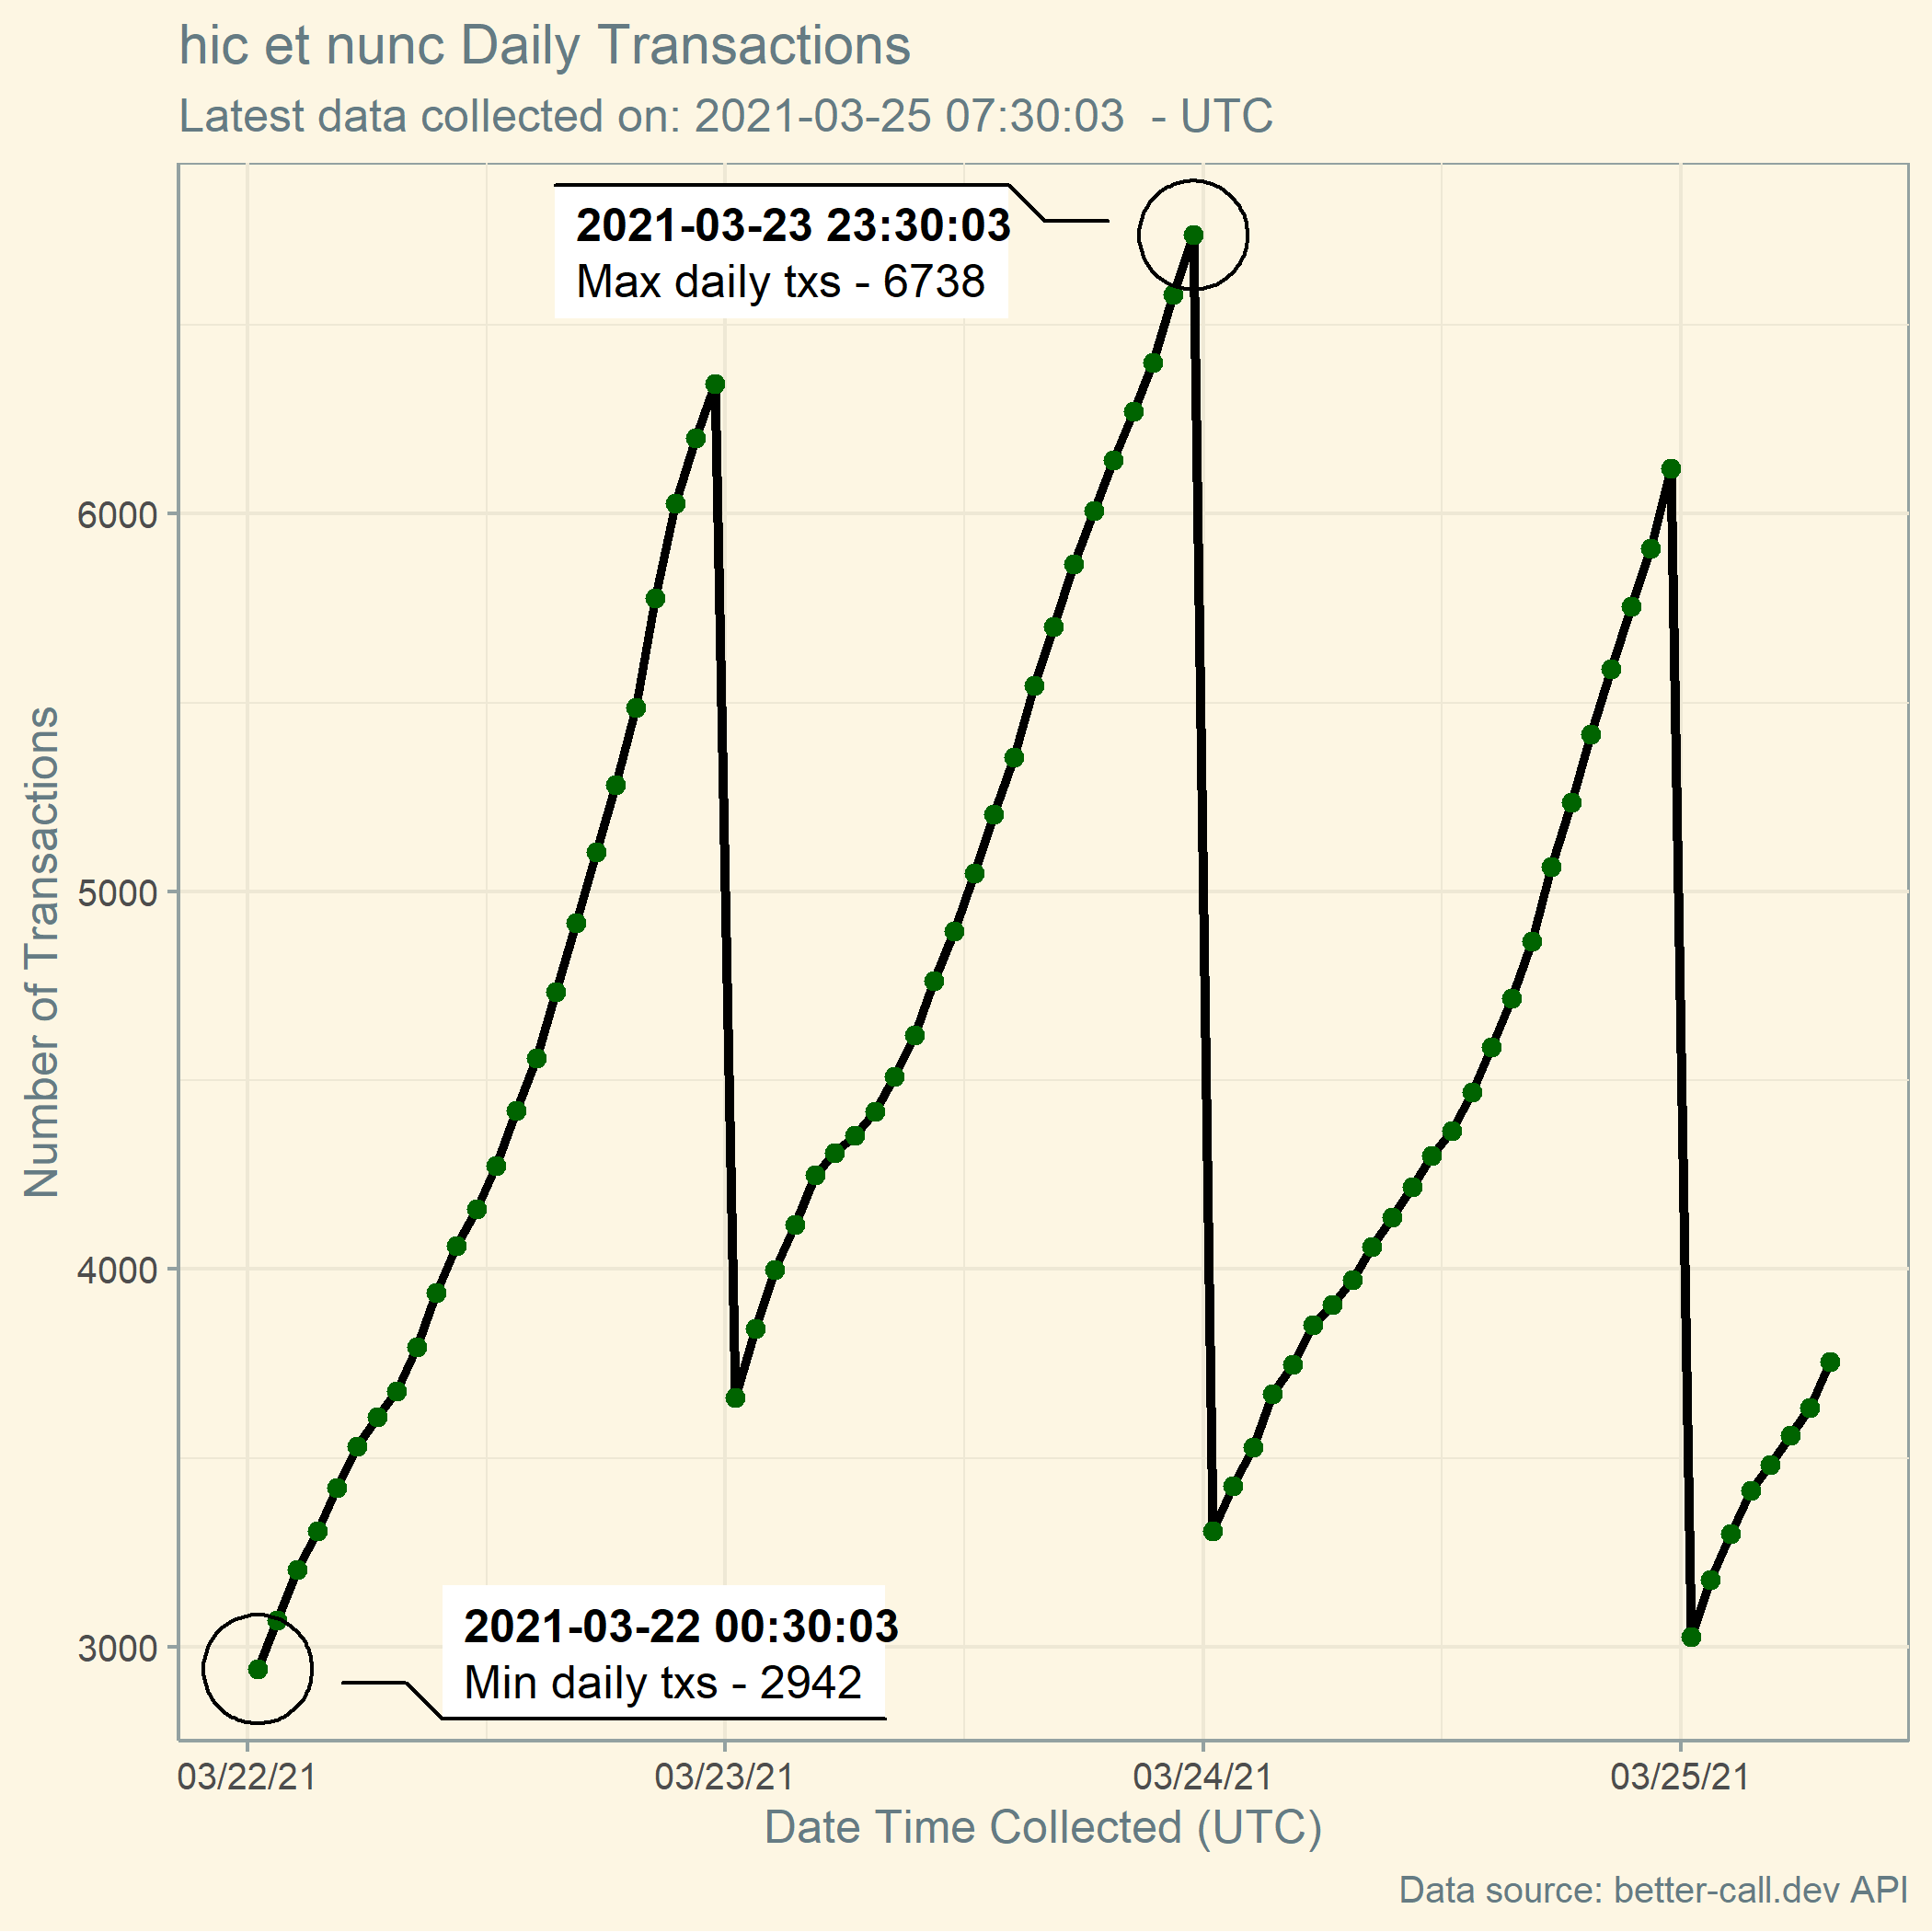 hic et nunc Daily Transactions
Latest data collected on: 2021-03-25 07:30:03  - UTC
2021-03-23 23:30:03
Max daily txs - 6738
6000
5000
4000
3000
Number of Transactions
2021-03-22 00:30:03
Min daily txs - 2942
03/22/21 03/23/21 03/24/21 03/25/21
Date Time Collected (UTC)
Data source: better-call.dev API